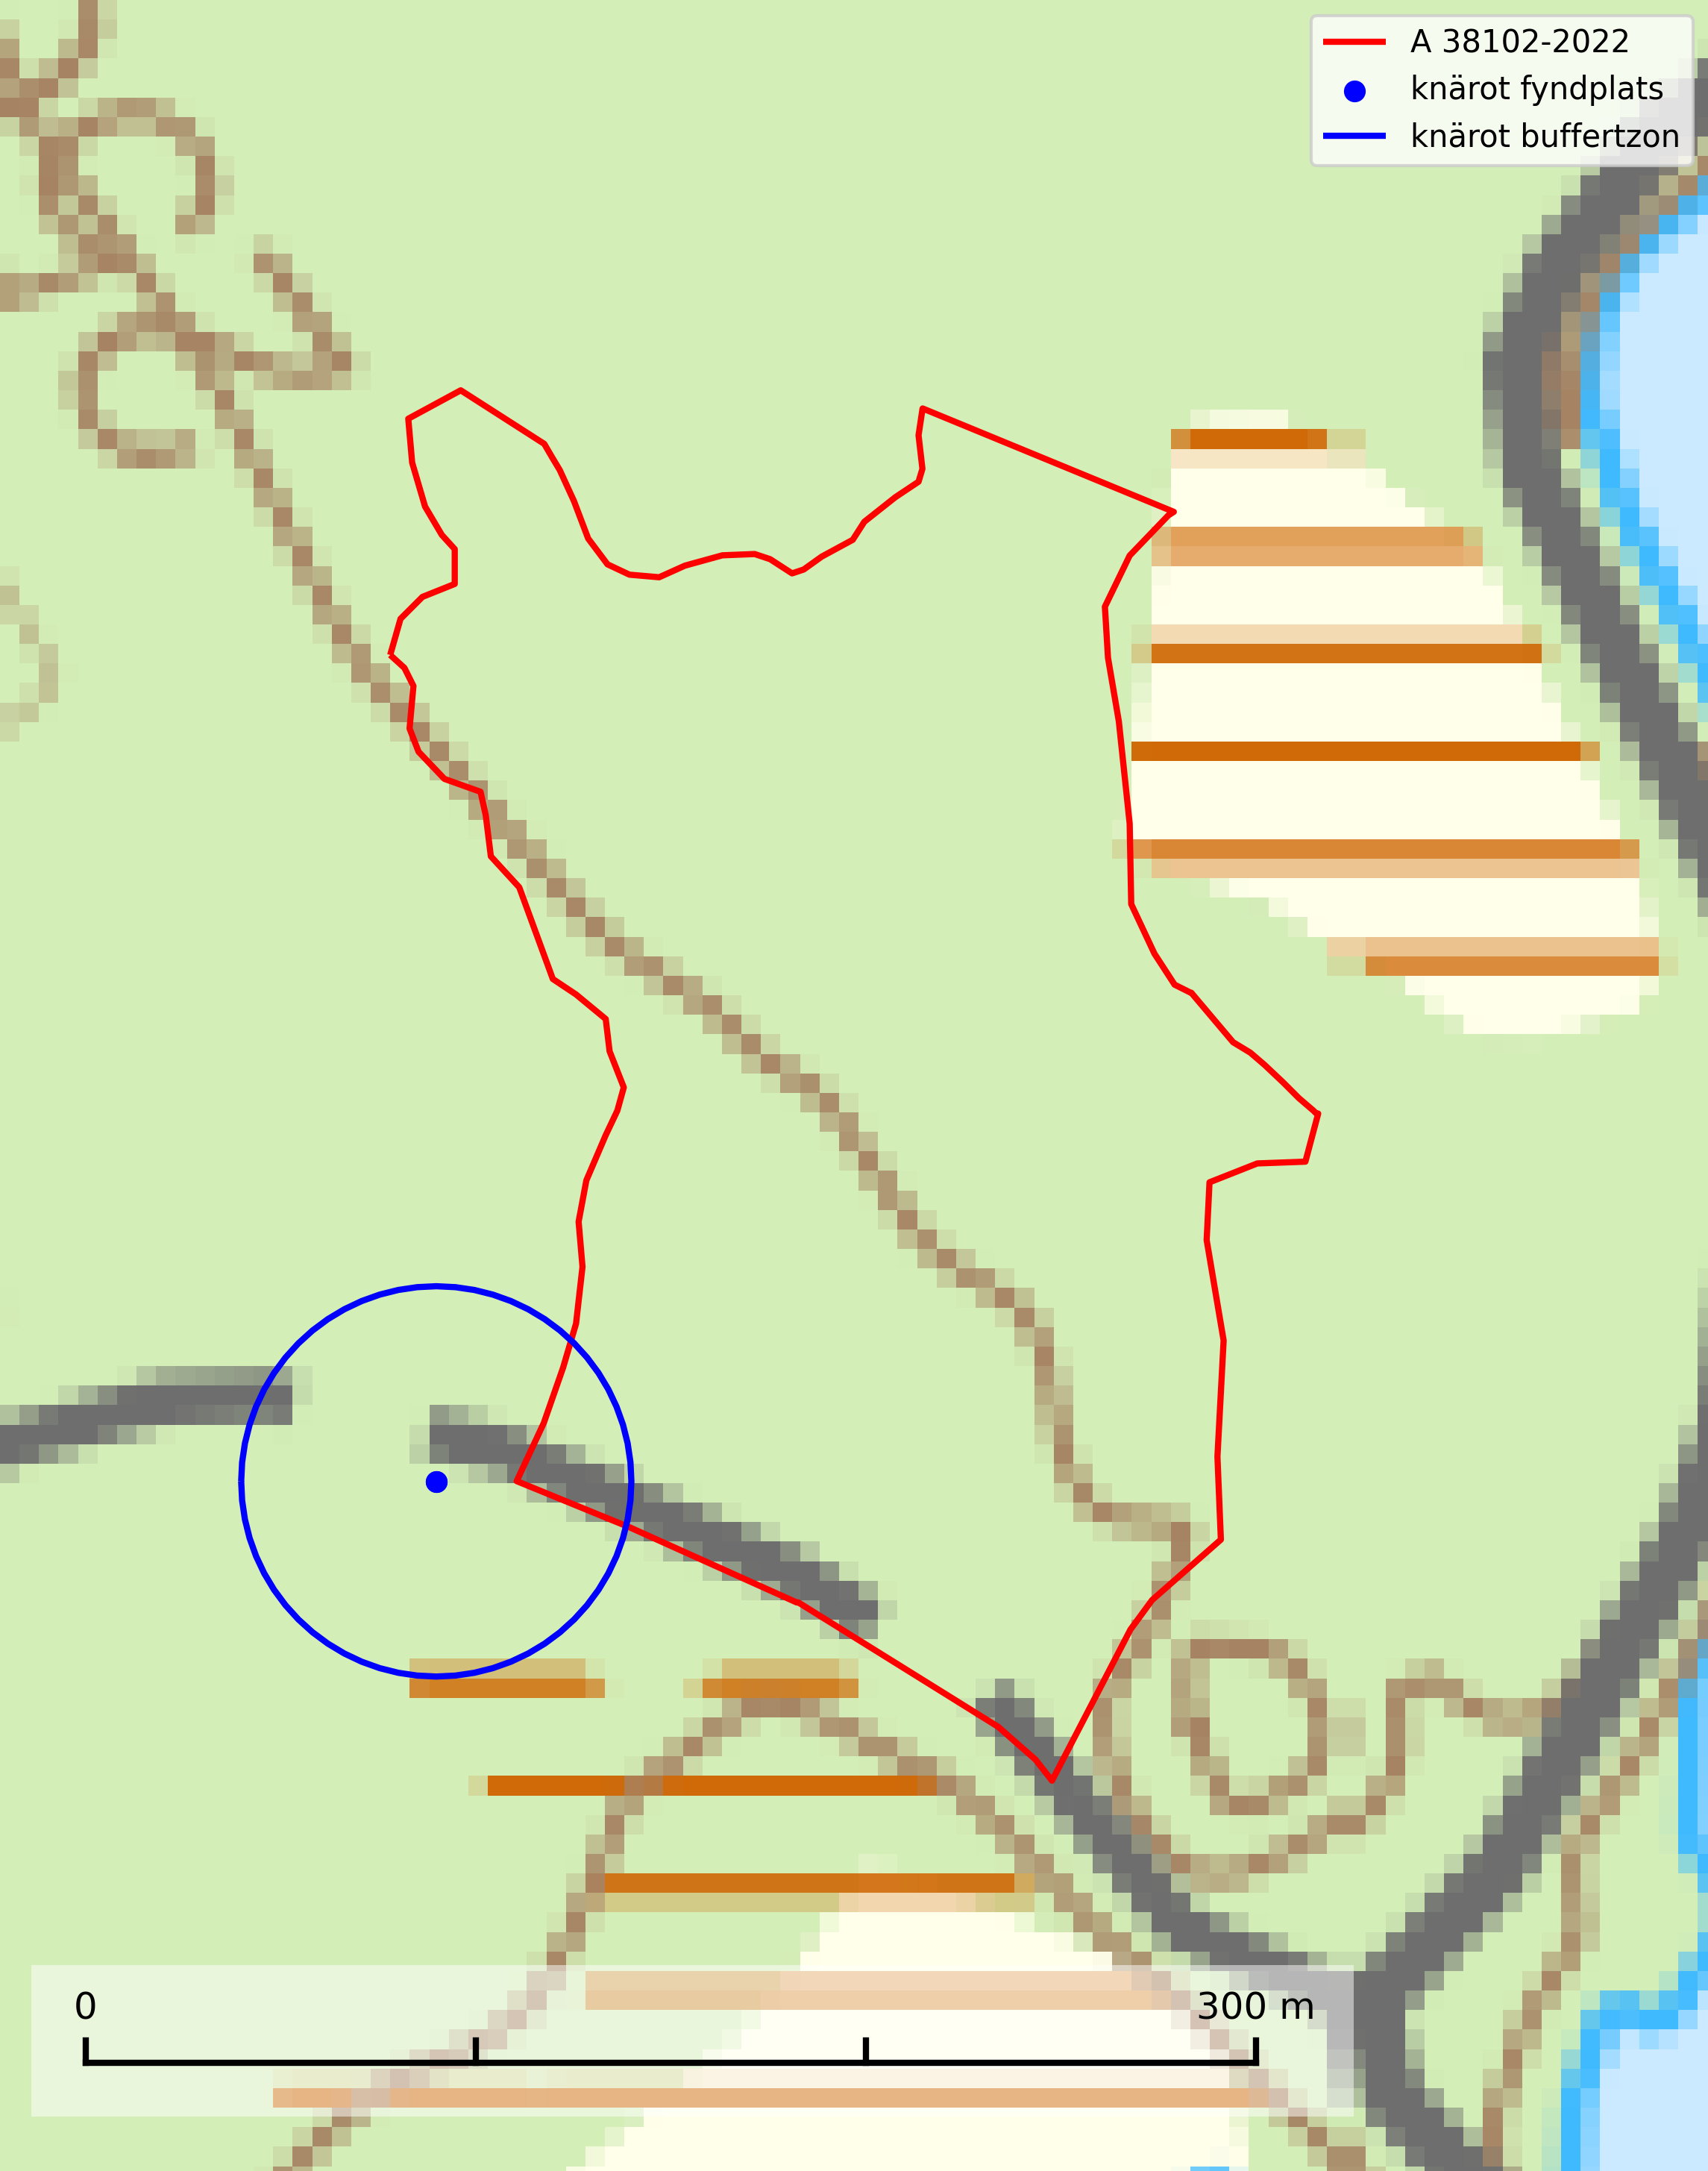 A 38102-2022
knärot fyndplats
knärot buffertzon
0 300 m